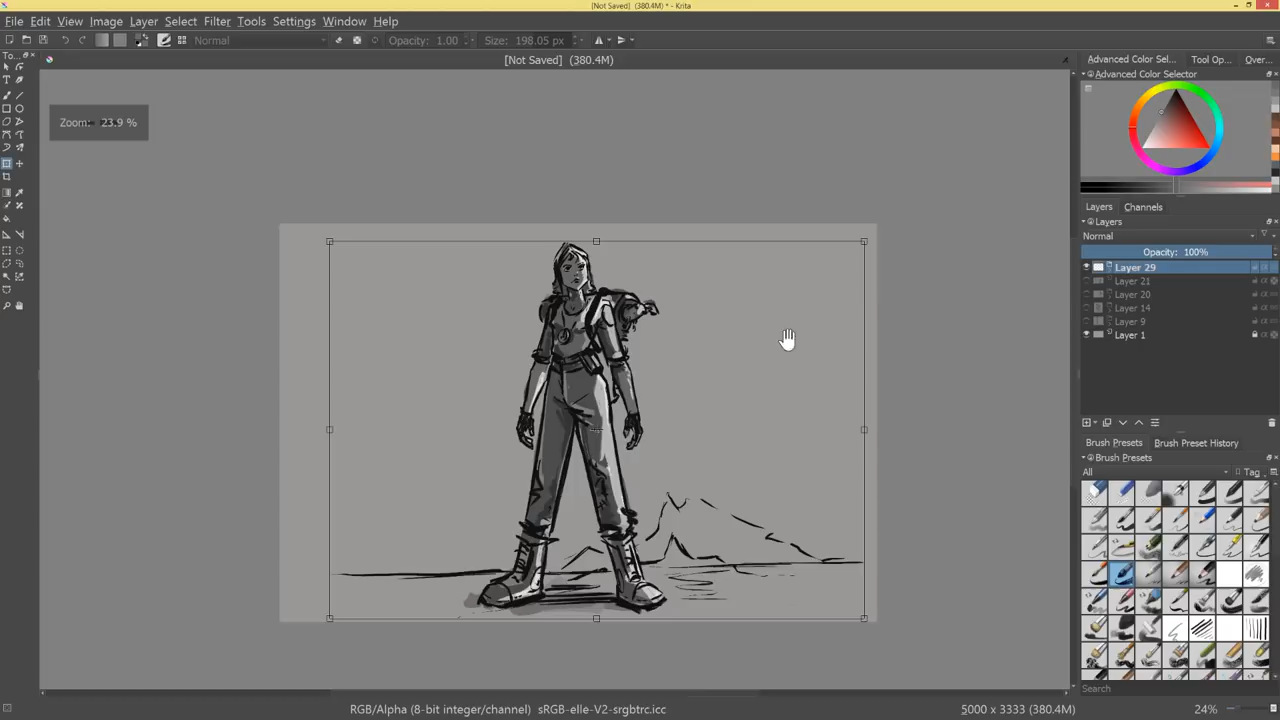 [Not Saved]  (380.4M) * - Krita
File Edit View Image Layer Select Filter Tools Settings Window Help
Normal Opacity: 1.00 Size: 198.05 px
To... [Not Saved]  (380.4M) Advanced Color Sel... Tool Op... Over...
Advanced Color Selector
Zoom: 23.9 %
Layers Channels
Layers
Normal
Opacity: 100%
Layer 29
Layer 21
Layer 20
Layer 14
Layer 9
Layer 1
Brush Presets Brush Preset History
Brush Presets
All Tag
Search
RGB/Alpha (8-bit integer/channel)  sRGB-elle-V2-srgbtrc.icc 5000 x 3333 (380.4M) 24%